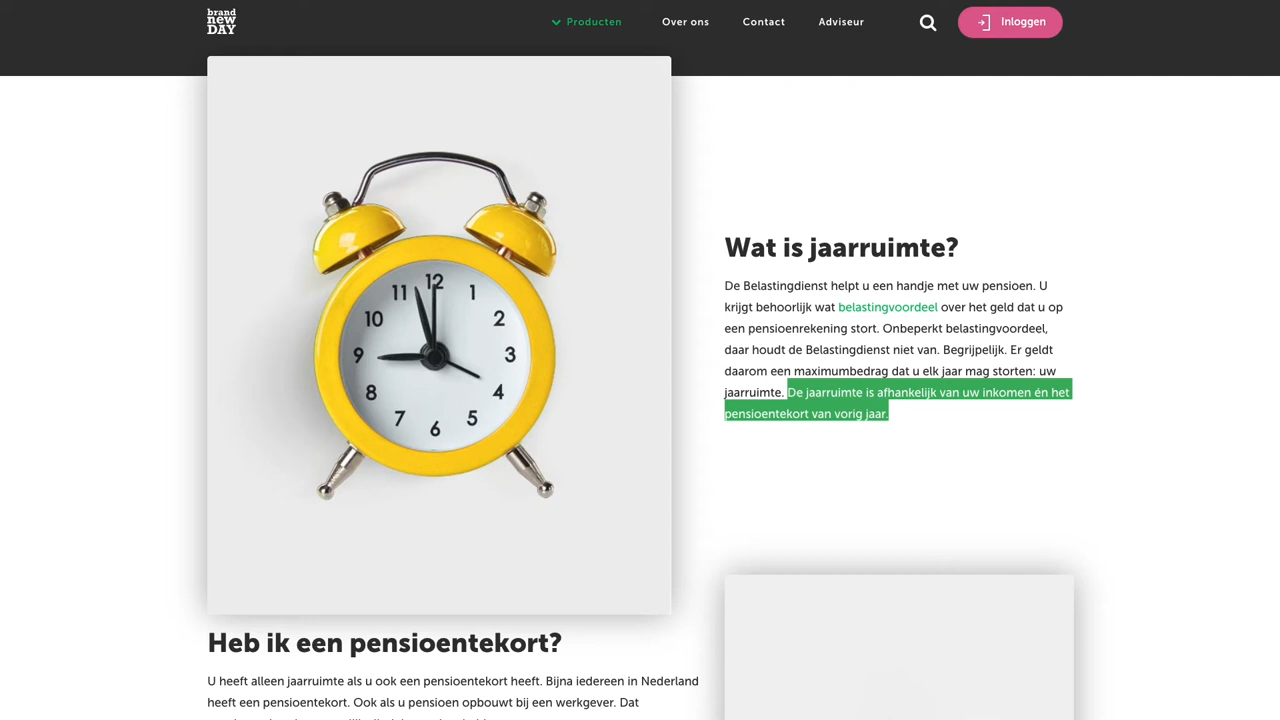 brand
new
DAY
Producten
Over ons
Contact
Adviseur
Inloggen
12
11
1
10
2
9
3
8
4
7
5
6
Wat is jaarruimte?
De Belastingdienst helpt u een handje met uw pensioen. U
krijgt behoorlijk wat belastingvoordeel over het geld dat u op
een pensioenrekening stort. Onbeperkt belastingvoordeel,
daar houdt de Belastingdienst niet van. Begrijpelijk. Er geldt
daarom een maximumbedrag dat u elk jaar mag storten: uw
jaarruimte. De jaarruimte is afhankelijk van uw inkomen én het
pensioentekort van vorig jaar.
Heb ik een pensioentekort?
U heeft alleen jaarruimte als u ook een pensioentekort heeft. Bijna iedereen in Nederland
heeft een pensioentekort. Ook als u pensioen opbouwt bij een werkgever. Dat